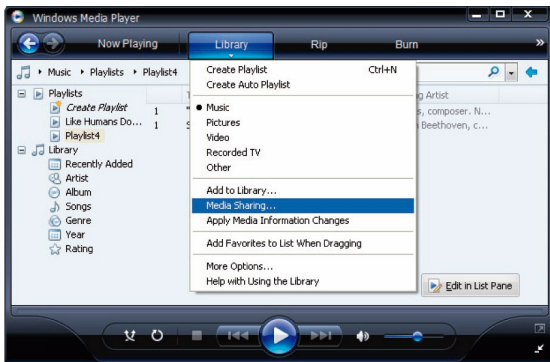 Windows Media Player
Now Playing Library Rip Burn »
Music Playlists Playlist4
Playlists
Create Playlist
Like Humans Do...
Playlist4
Library
Recently Added
Artist
Album
Songs
Genre
Year
Rating
1
1
Create Playlist Ctrl+N
Create Auto Playlist
Music
Pictures
Video
Recorded TV
Other
Add to Library...
Media Sharing...
Apply Media Information Changes
Add Favorites to List When Dragging
More Options...
Help with Using the Library
Artist
, composer. N...
Beethoven, c...
Edit in List Pane